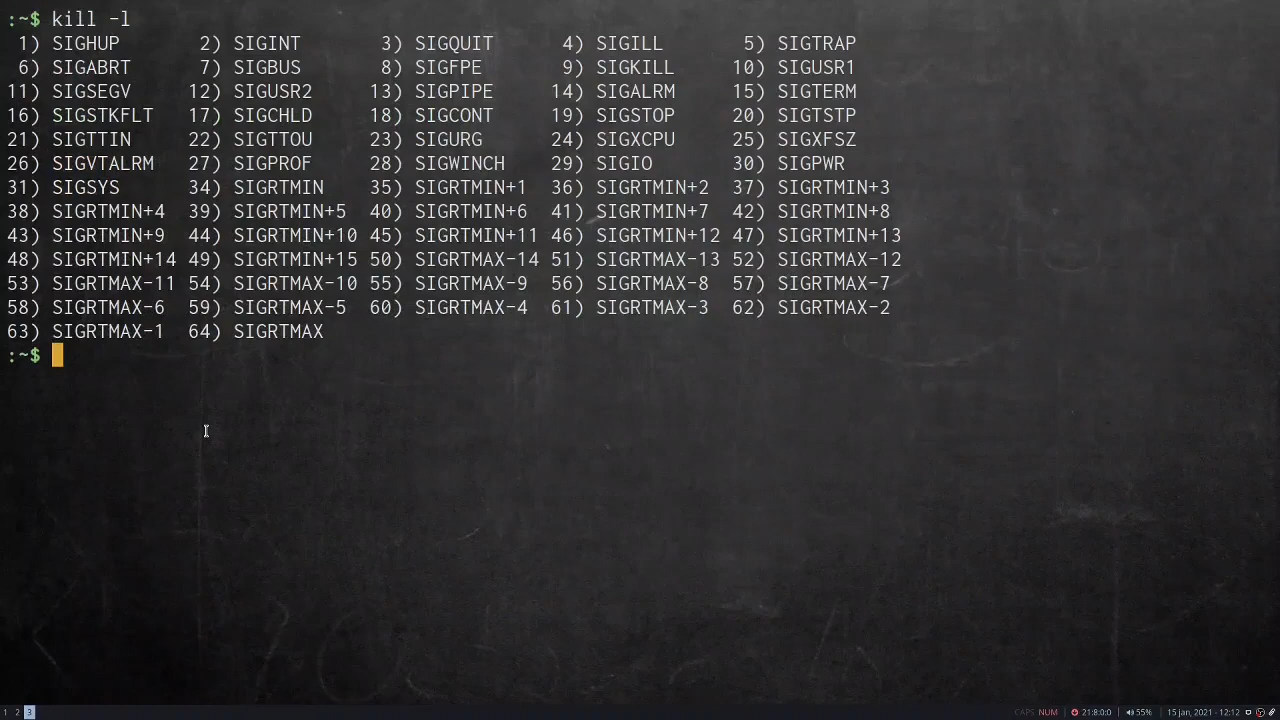 :~$ kill -l
 1) SIGHUP       2) SIGINT       3) SIGQUIT      4) SIGILL       5) SIGTRAP
 6) SIGABRT      7) SIGBUS       8) SIGFPE       9) SIGKILL     10) SIGUSR1
11) SIGSEGV     12) SIGUSR2     13) SIGPIPE     14) SIGALRM     15) SIGTERM
16) SIGSTKFLT   17) SIGCHLD     18) SIGCONT     19) SIGSTOP     20) SIGTSTP
21) SIGTTIN     22) SIGTTOU     23) SIGURG      24) SIGXCPU     25) SIGXFSZ
26) SIGVTALRM   27) SIGPROF     28) SIGWINCH    29) SIGIO       30) SIGPWR
31) SIGSYS      34) SIGRTMIN    35) SIGRTMIN+1  36) SIGRTMIN+2  37) SIGRTMIN+3
38) SIGRTMIN+4  39) SIGRTMIN+5  40) SIGRTMIN+6  41) SIGRTMIN+7  42) SIGRTMIN+8
43) SIGRTMIN+9  44) SIGRTMIN+10 45) SIGRTMIN+11 46) SIGRTMIN+12 47) SIGRTMIN+13
48) SIGRTMIN+14 49) SIGRTMIN+15 50) SIGRTMAX-14 51) SIGRTMAX-13 52) SIGRTMAX-12
53) SIGRTMAX-11 54) SIGRTMAX-10 55) SIGRTMAX-9  56) SIGRTMAX-8  57) SIGRTMAX-7
58) SIGRTMAX-6  59) SIGRTMAX-5  60) SIGRTMAX-4  61) SIGRTMAX-3  62) SIGRTMAX-2
63) SIGRTMAX-1  64) SIGRTMAX
:~$
1 2 3 CAPS NUM 21:8:0:0 55% 15 jan, 2021 - 12:12